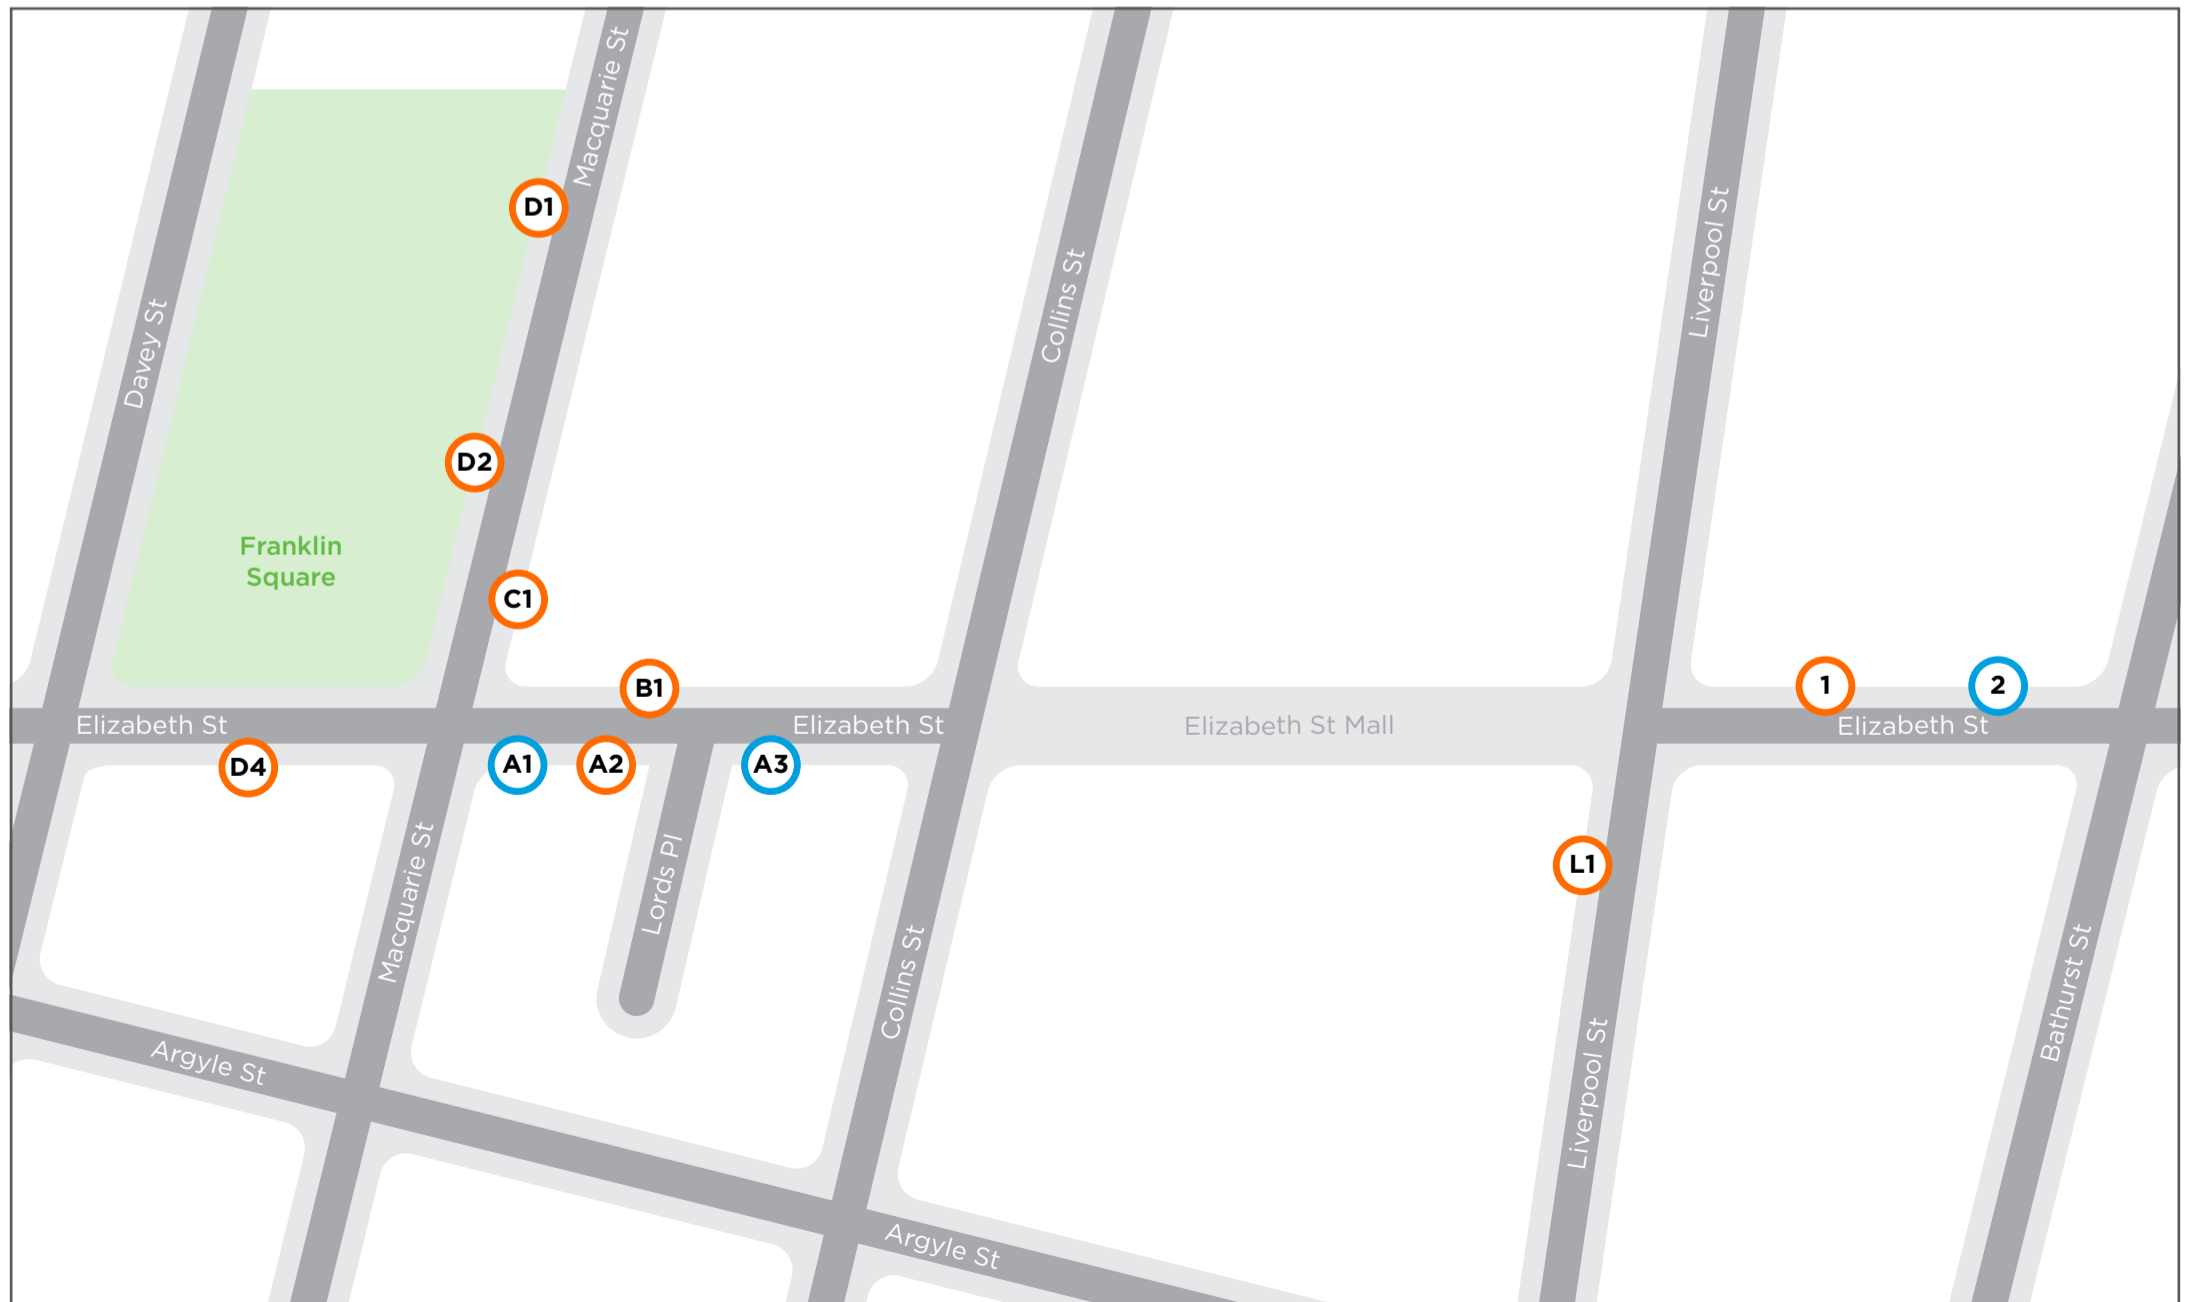 Macquarie St
D1
Liverpool St
Collins St
Davey St
D2
Franklin
Square
C1
B1
1
2
Elizabeth St
Elizabeth St
Elizabeth St Mall
Elizabeth St
D4
A1
A2
A3
Macquarie St
Lords Pl
L1
Collins St
Bathurst St
Argyle St
Liverpool St
Argyle St